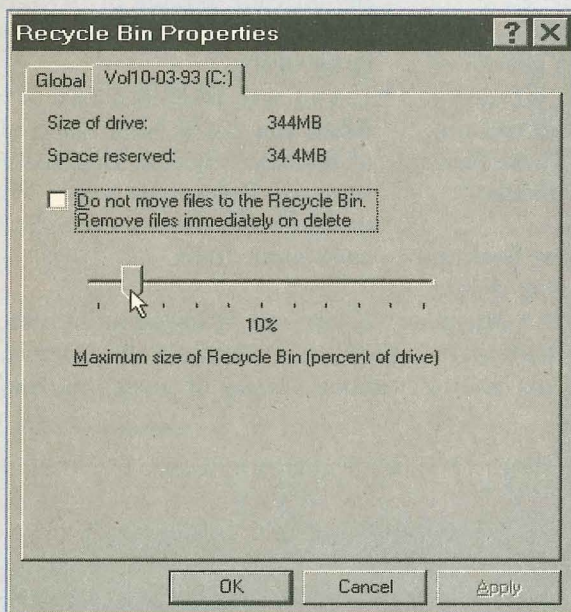 Recycle Bin Properties
Global Vol10-03-93 (C:)
Size of drive: 344MB
Space reserved: 34.4MB
Do not move files to the Recycle Bin.
Remove files immediately on delete
10%
Maximum size of Recycle Bin (percent of drive)
OK Cancel Apply